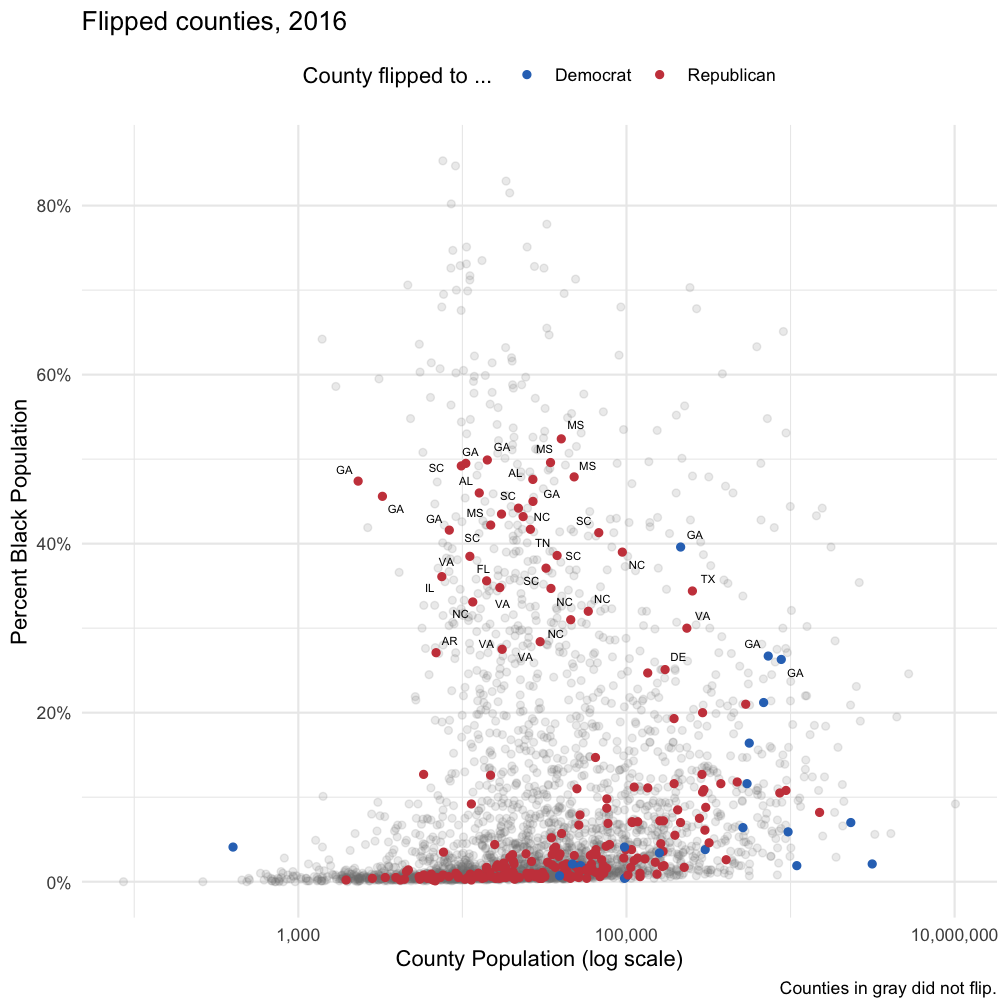 Flipped counties, 2016
County flipped to ... Democrat Republican
Percent Black Population
80%
60%
40%
20%
0%
MS
GA GA MS
SC MS
GA AL AL
GA SC GA
GA MS NC SC
SC TN GA
VA FL SC NC
IL SC TX
NC VA NC NC
AR VA NC VA
VA DE GA
GA
1,000 100,000 10,000,000
County Population (log scale)
Counties in gray did not flip.